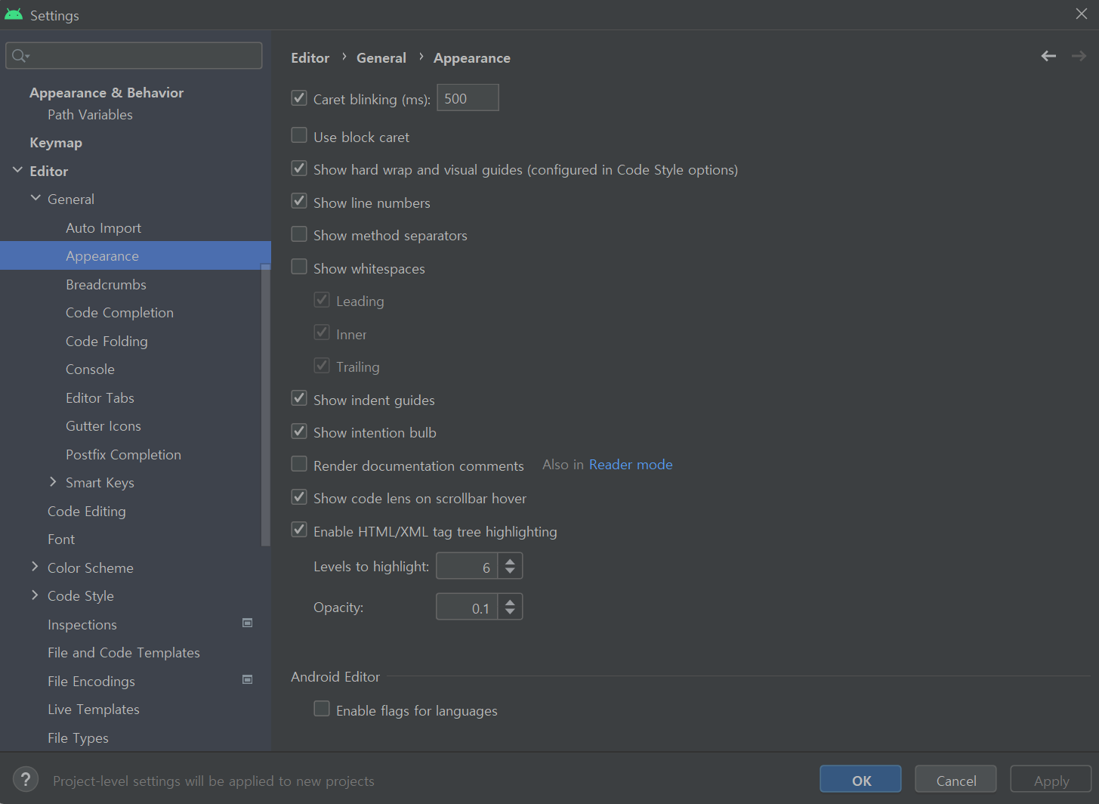 Settings
Appearance & Behavior
Path Variables
Keymap
Editor
General
Auto Import
Appearance
Breadcrumbs
Code Completion
Code Folding
Console
Editor Tabs
Gutter Icons
Postfix Completion
Smart Keys
Code Editing
Font
Color Scheme
Code Style
Inspections
File and Code Templates
File Encodings
Live Templates
File Types
Editor › General › Appearance
Caret blinking (ms): 500
Use block caret
Show hard wrap and visual guides (configured in Code Style options)
Show line numbers
Show method separators
Show whitespaces
Leading
Inner
Trailing
Show indent guides
Show intention bulb
Render documentation comments Also in Reader mode
Show code lens on scrollbar hover
Enable HTML/XML tag tree highlighting
Levels to highlight: 6
Opacity: 0.1
Android Editor
Enable flags for languages
? Project-level settings will be applied to new projects
OK Cancel Apply